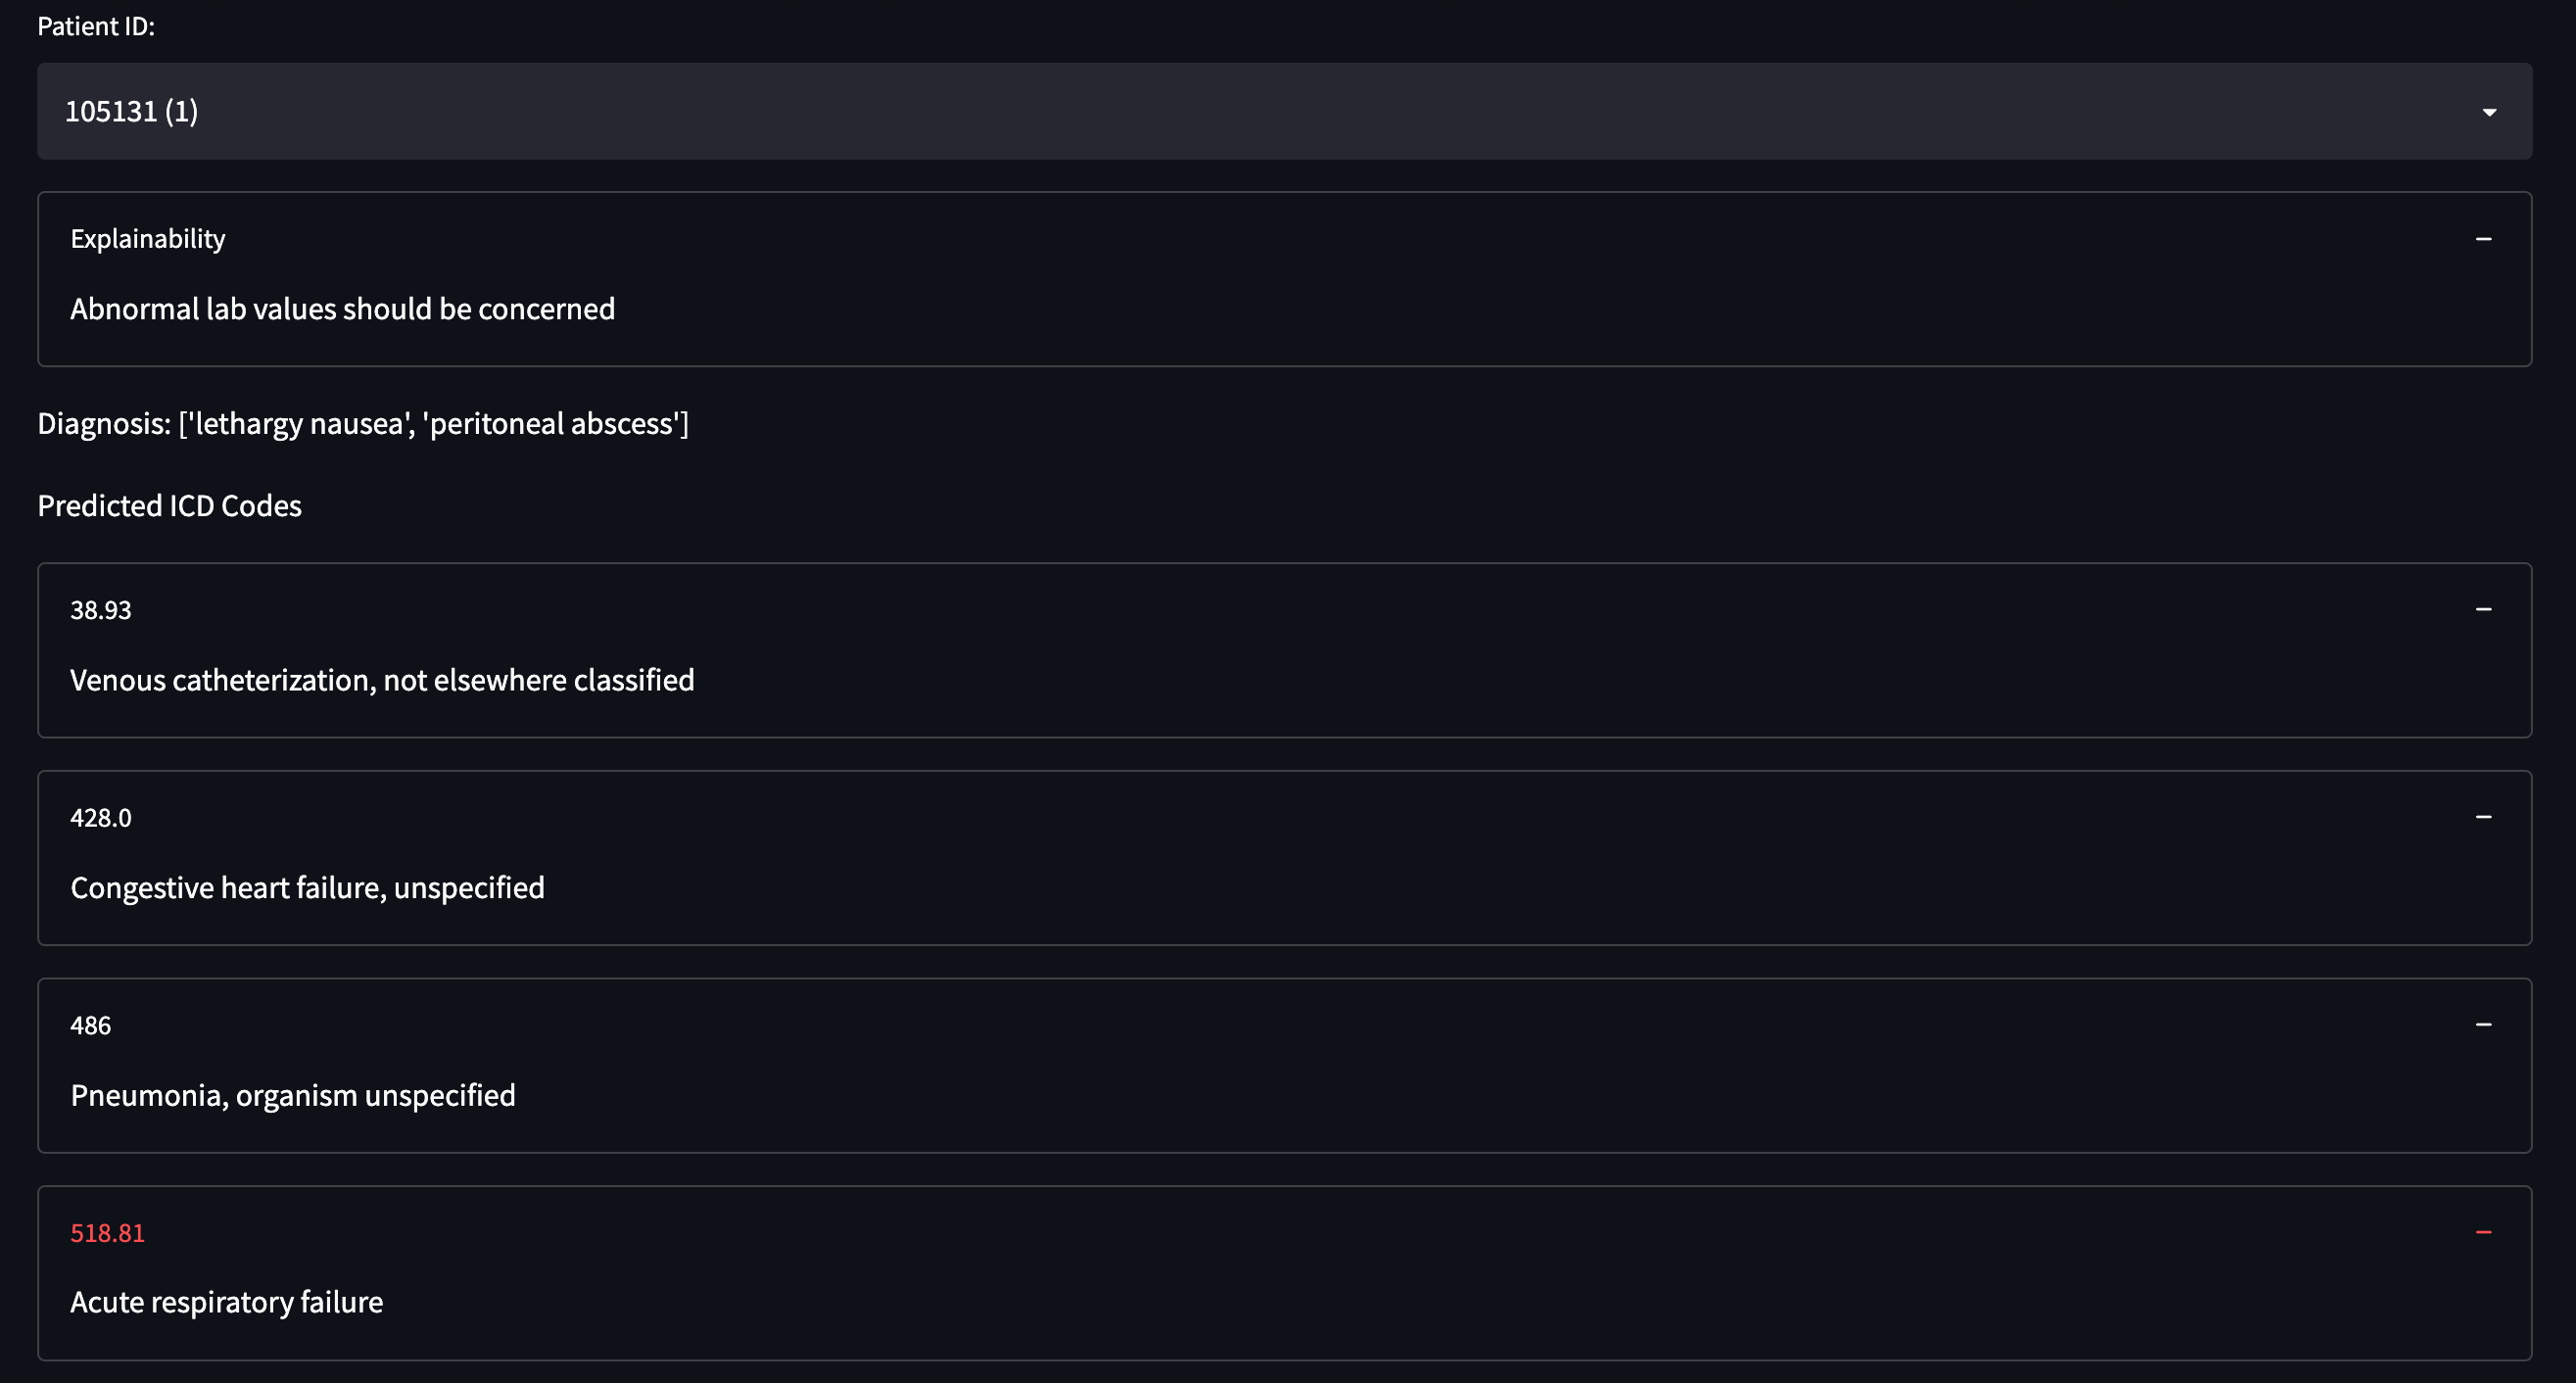 Patient ID:
105131 (1)
Explainability
Abnormal lab values should be concerned
Diagnosis: ['lethargy nausea', 'peritoneal abscess']
Predicted ICD Codes
38.93
Venous catheterization, not elsewhere classified
428.0
Congestive heart failure, unspecified
486
Pneumonia, organism unspecified
518.81
Acute respiratory failure